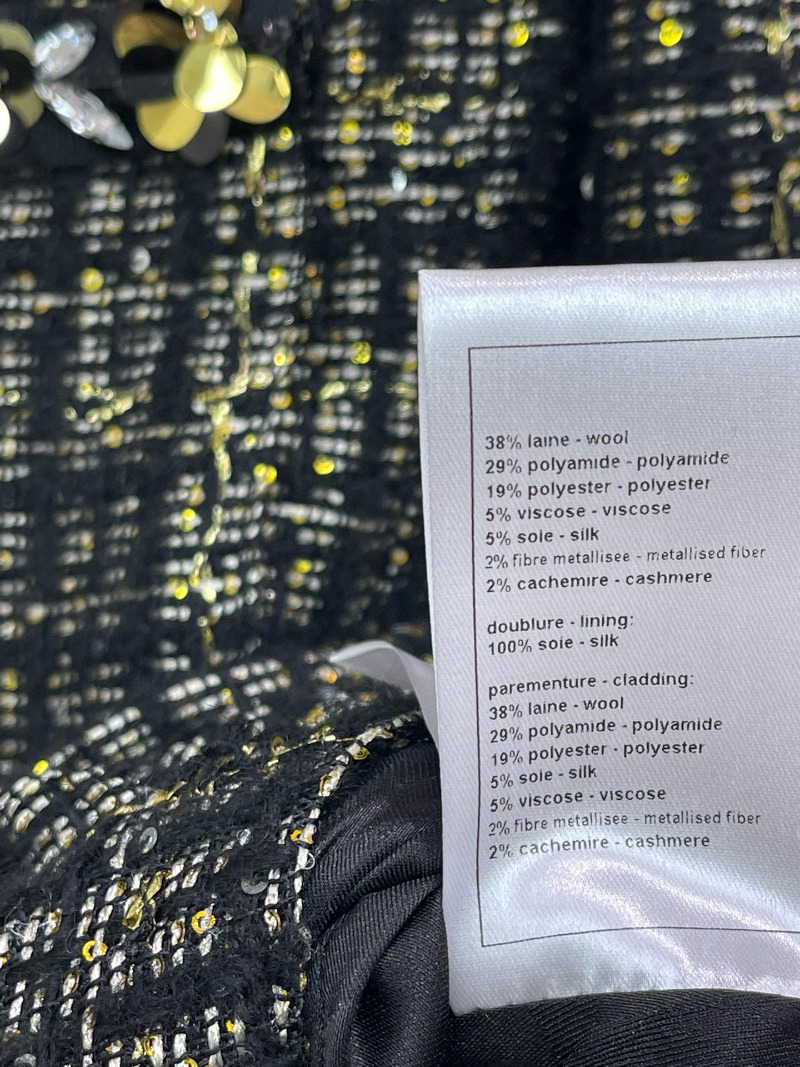 38% laine - wool
29% polyamide - polyamide
19% polyester - polyester
5% viscose - viscose
5% soie - silk
2% fibre metallisee - metallised fiber
2% cachemire - cashmere
doublure - lining:
100% soie - silk
parementure - cladding:
38% laine - wool
29% polyamide - polyamide
19% polyester - polyester
5% soie - silk
5% viscose - viscose
2% fibre metallisee - metallised fiber
2% cachemire - cashmere